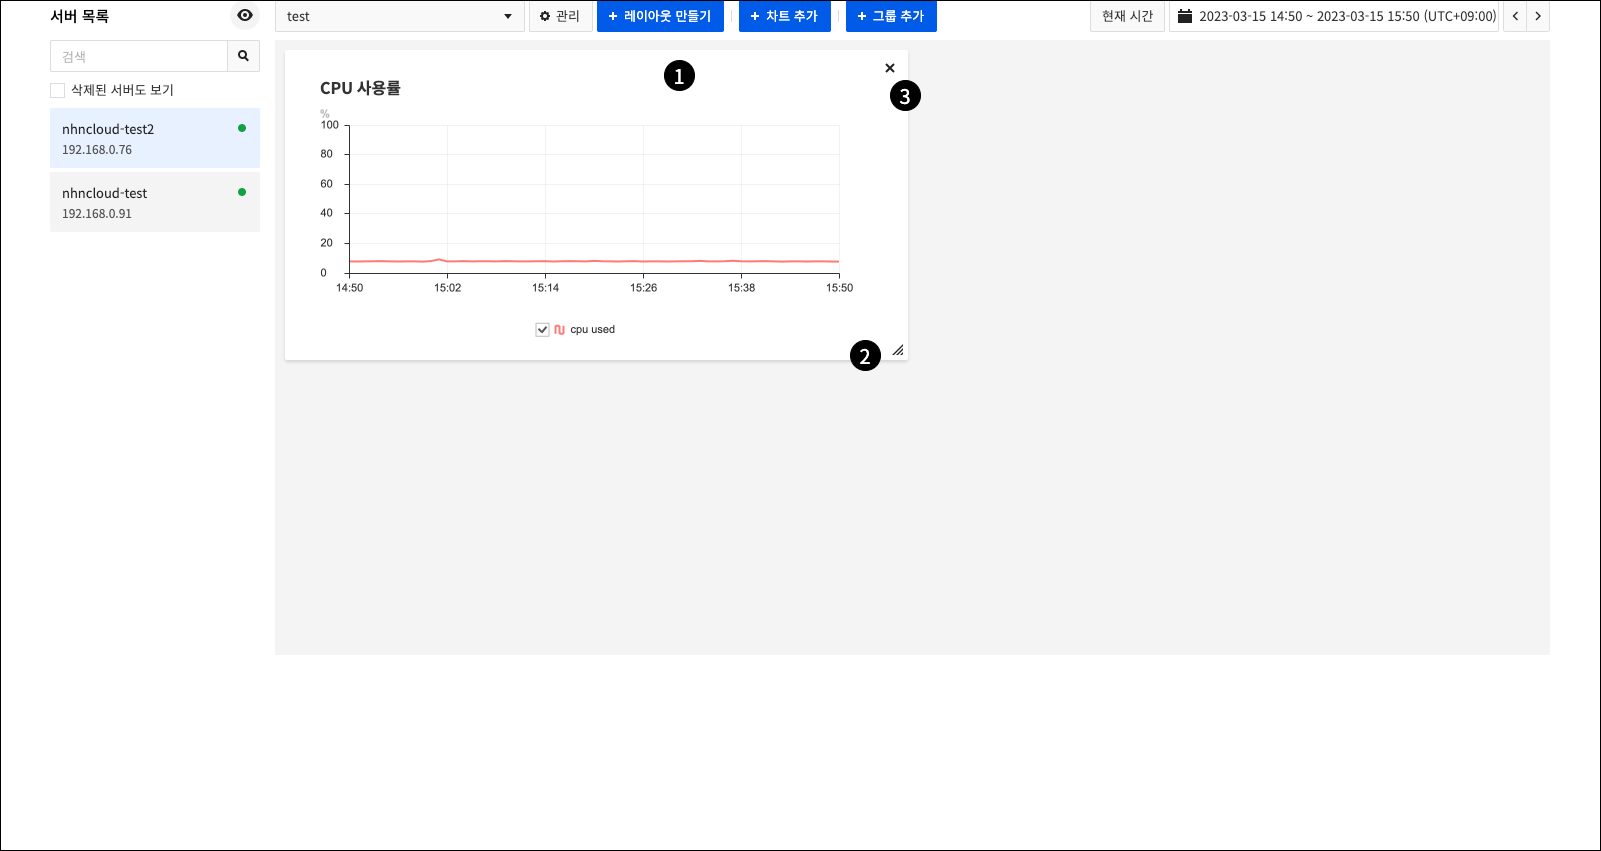 서버 목록
test
관리
+ 레이아웃 만들기
+ 차트 추가
+ 그룹 추가
현재 시간
2023-03-15 14:50 ~ 2023-03-15 15:50 (UTC+09:00)
검색
삭제된 서버도 보기
nhncloud-test2
192.168.0.76
nhncloud-test
192.168.0.91
1
3
CPU 사용률
%
100
80
60
40
20
0
14:50 15:02 15:14 15:26 15:38 15:50
cpu used
2